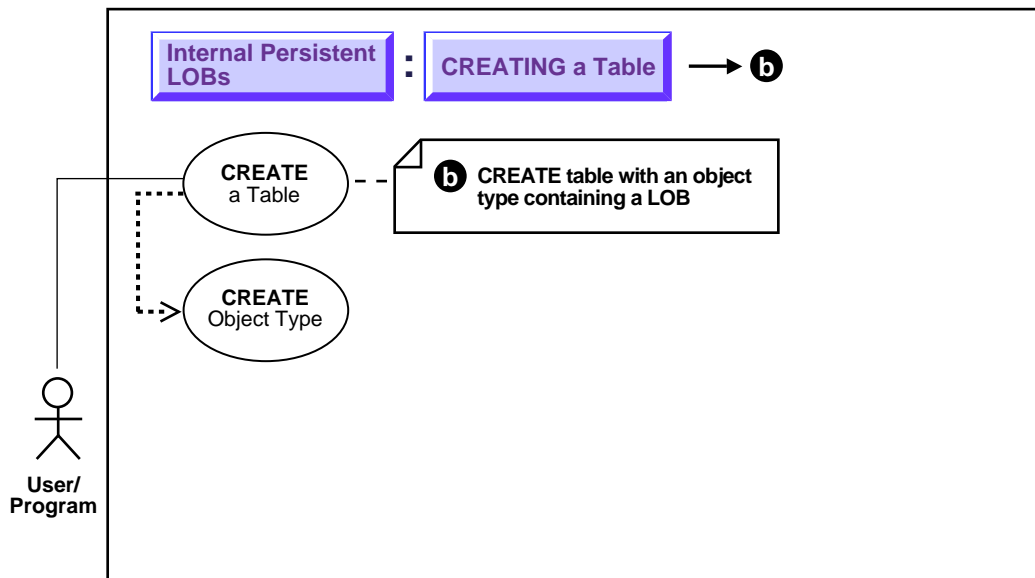 Internal Persistent
LOBs
:
CREATING a Table
b
CREATE
a Table
b CREATE table with an object
type containing a LOB
CREATE
Object Type
User/
Program